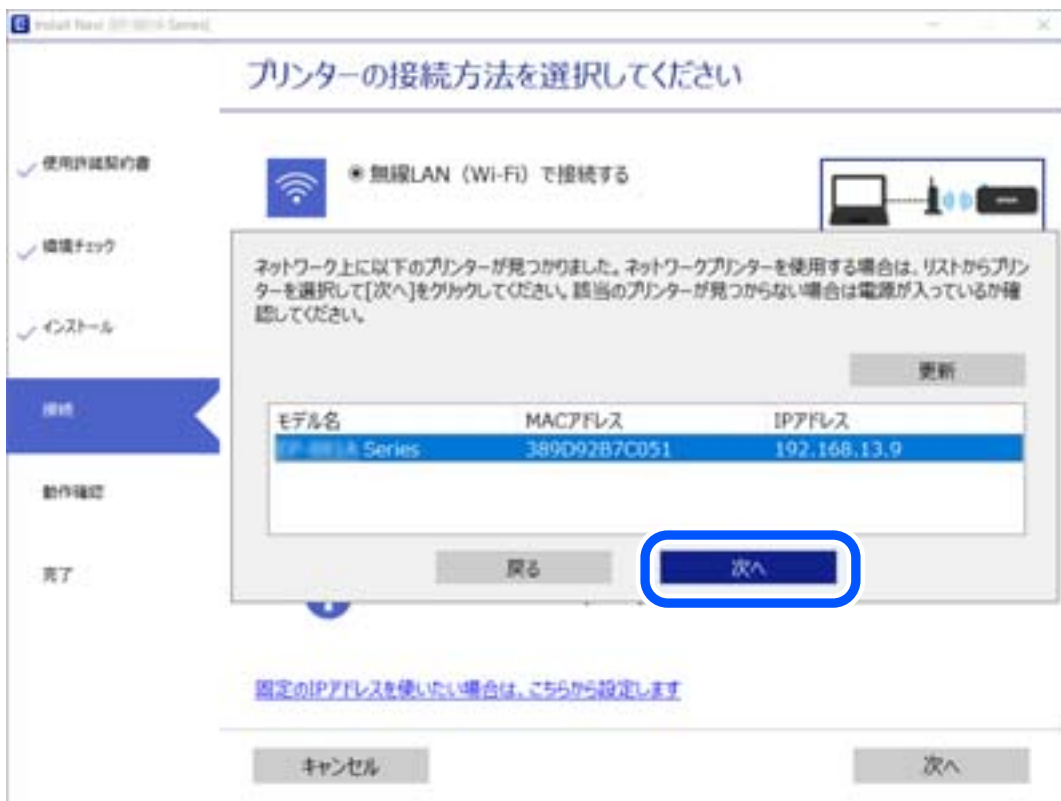 Install Navi
プリンターの接続方法を選択してください
使用許諾契約書
環境チェック
インストール
接続
動作確認
完了
無線LAN（Wi-Fi）で接続する
ネットワーク上に以下のプリンターが見つかりました。ネットワークプリンターを使用する場合は、リストからプリン
ターを選択して[次へ]をクリックしてください。該当のプリンターが見つからない場合は電源が入っているか確
認してください。
更新
モデル名 MACアドレス IPアドレス
Series 389D92B7C051 192.168.13.9
戻る 次へ
固定のIPアドレスを使いたい場合は、こちらから設定します
キャンセル 次へ